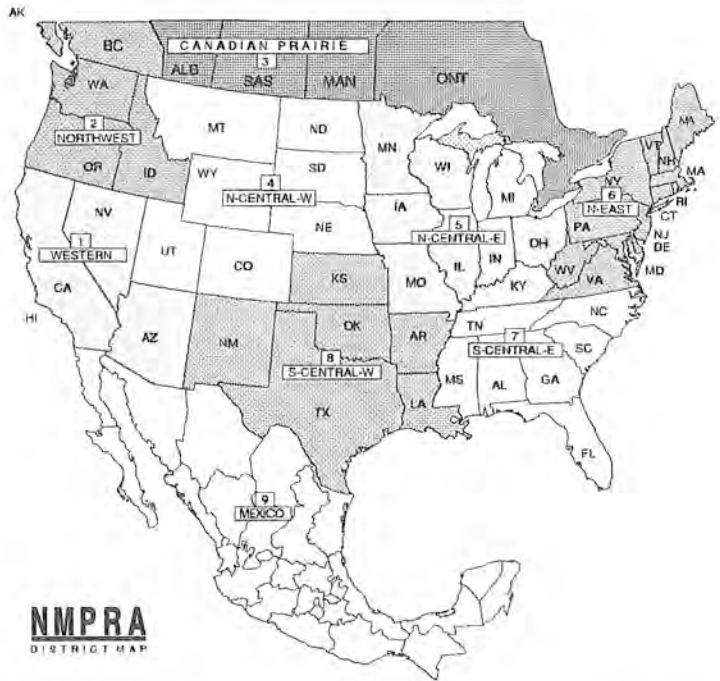 AK
BC
CANADIAN PRAIRIE
3
ALB
SAS
MAN
ONT
WA
2
NORTHWEST
OR
ID
MT
ND
MN
WY
SD
4
N-CENTRAL-W
NE
WI
MI
IA
5
N-CENTRAL-E
IL
IN
OH
MA
VT
NH
NY
MA
6
N-EAST
RI
CT
PA
NJ
DE
MD
WV
VA
NV
1
WESTERN
CA
HI
UT
CO
KS
MO
KY
AZ
NM
OK
AR
TN
NC
8
S-CENTRAL-W
7
S-CENTRAL-E
SC
TX
LA
MS
AL
GA
FL
9
MEXICO
NMPRA
DISTRICT MAP